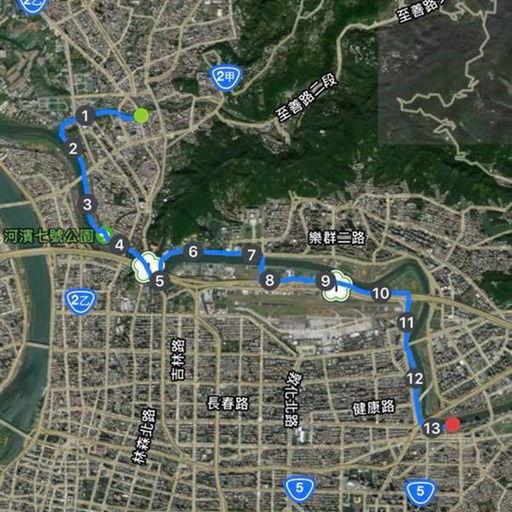 2乙
至善路
2甲
至善路二段
1
2
3
河濱七號公園
4
5
6
7
樂群二路
8
9
10
2乙
11
吉林路
敦化北路
12
長春路
健康路
林森北路
13
5
5